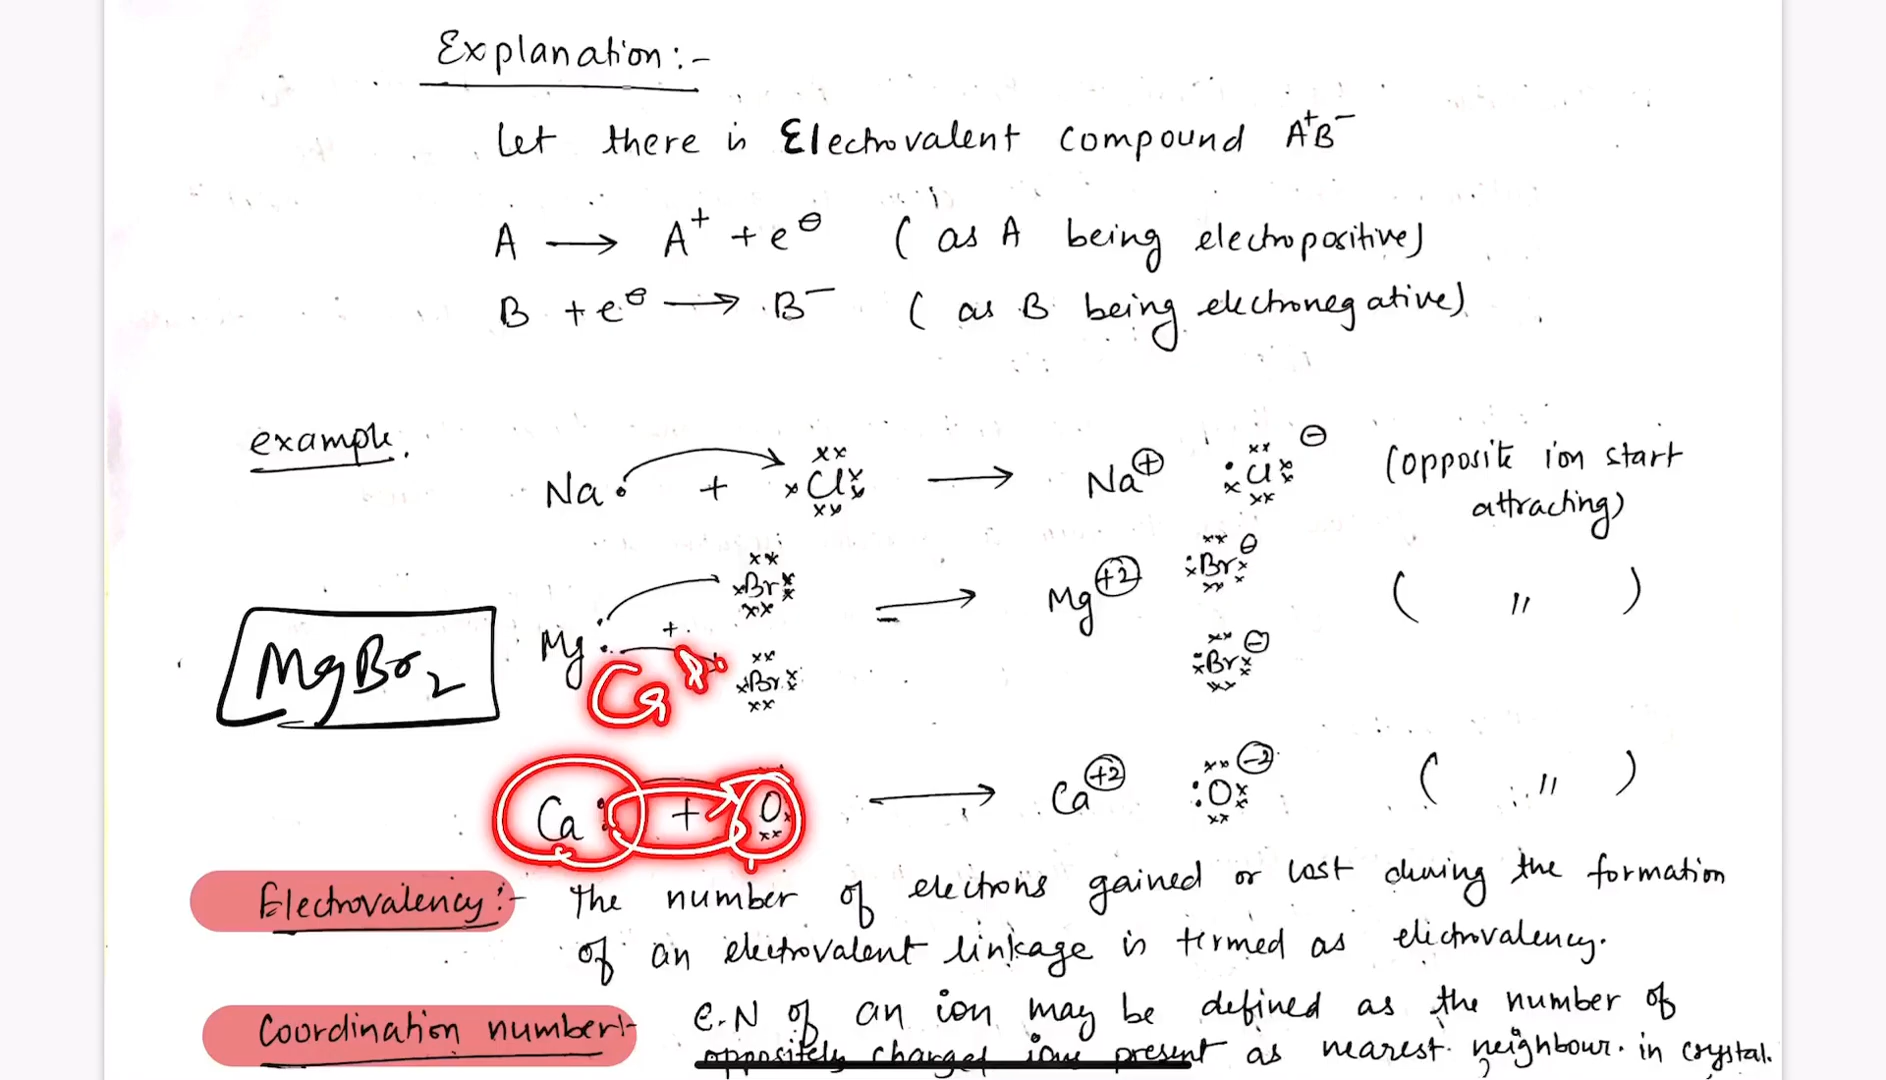 Explanation :-
Let there is Electrovalent compound A⁺B⁻
A ⟶ A⁺ + e⊖ ( as A being electropositive)
B + e⊖ ⟶ B⁻ ( as B being electronegative)
example.
Na• + Cl ⟶ Na⊕ Cl ⊖ (opposite ion start
attracting)
Mg + Br Br ⟶ Mg+2 Br⊖ Br⊖ ( " )
MgBr₂
Ca
Ca + O ⟶ Ca+2 O-2 ( " )
Electrovalency :- The number of electrons gained or lost during the formation
of an electrovalent linkage is termed as elictrovalency.
Coordination number :- C.N of an ion may be defined as the number of
oppositely charged ions present as nearest neighbour in crystal.